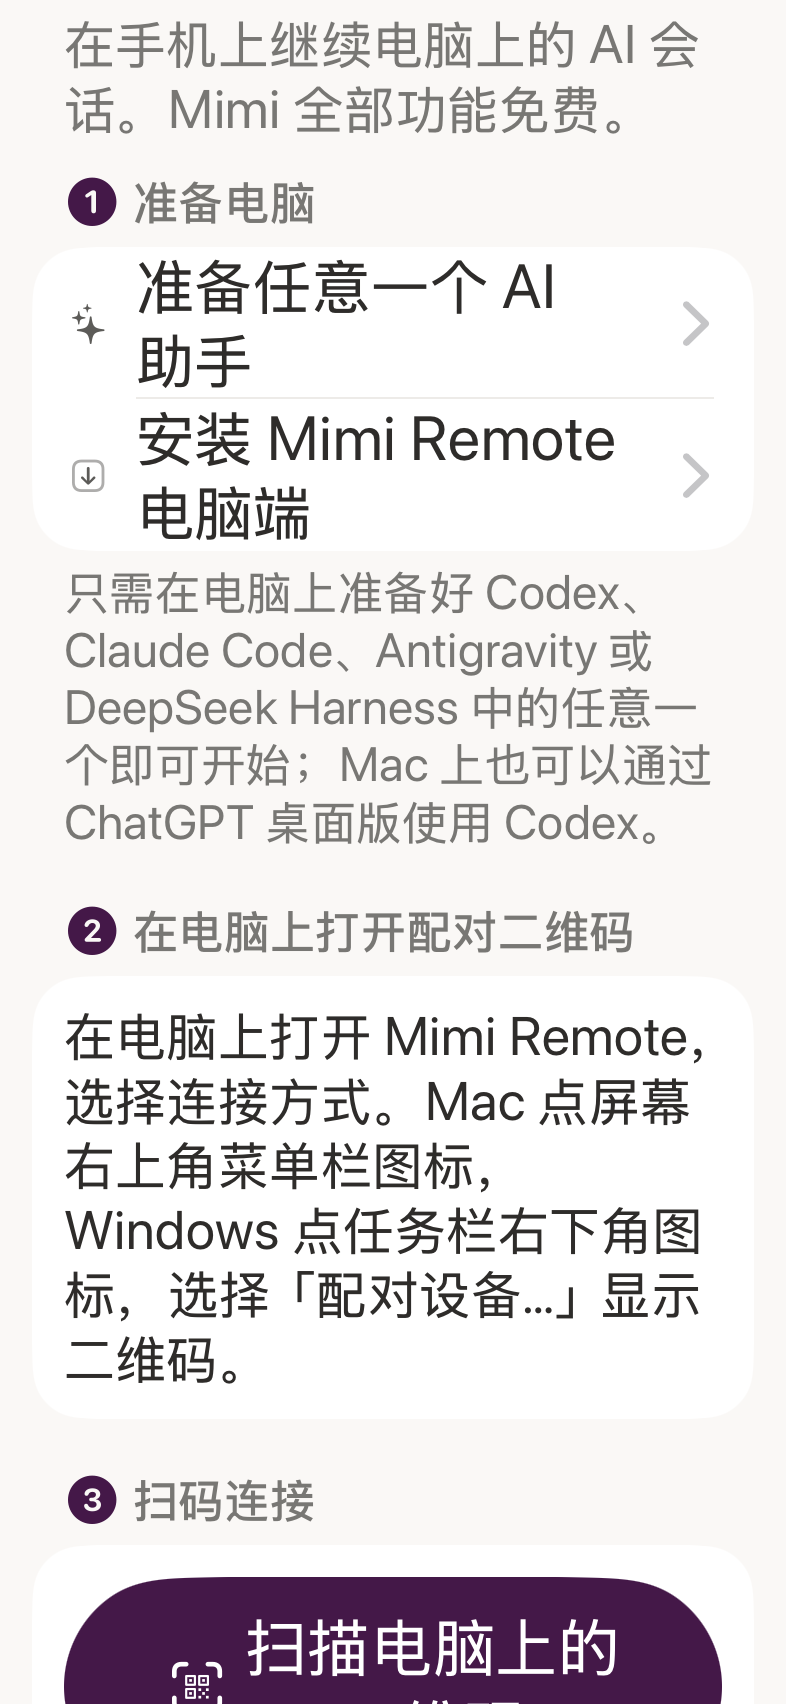 在手机上继续电脑上的 AI 会
话。Mimi 全部功能免费。
1 准备电脑
准备任意一个 AI
助手
安装 Mimi Remote
电脑端
只需在电脑上准备好 Codex、
Claude Code、Antigravity 或
DeepSeek Harness 中的任意一
个即可开始；Mac 上也可以通过
ChatGPT 桌面版使用 Codex。
2 在电脑上打开配对二维码
在电脑上打开 Mimi Remote，
选择连接方式。Mac 点屏幕
右上角菜单栏图标，
Windows 点任务栏右下角图
标，选择「配对设备…」显示
二维码。
3 扫码连接
扫描电脑上的